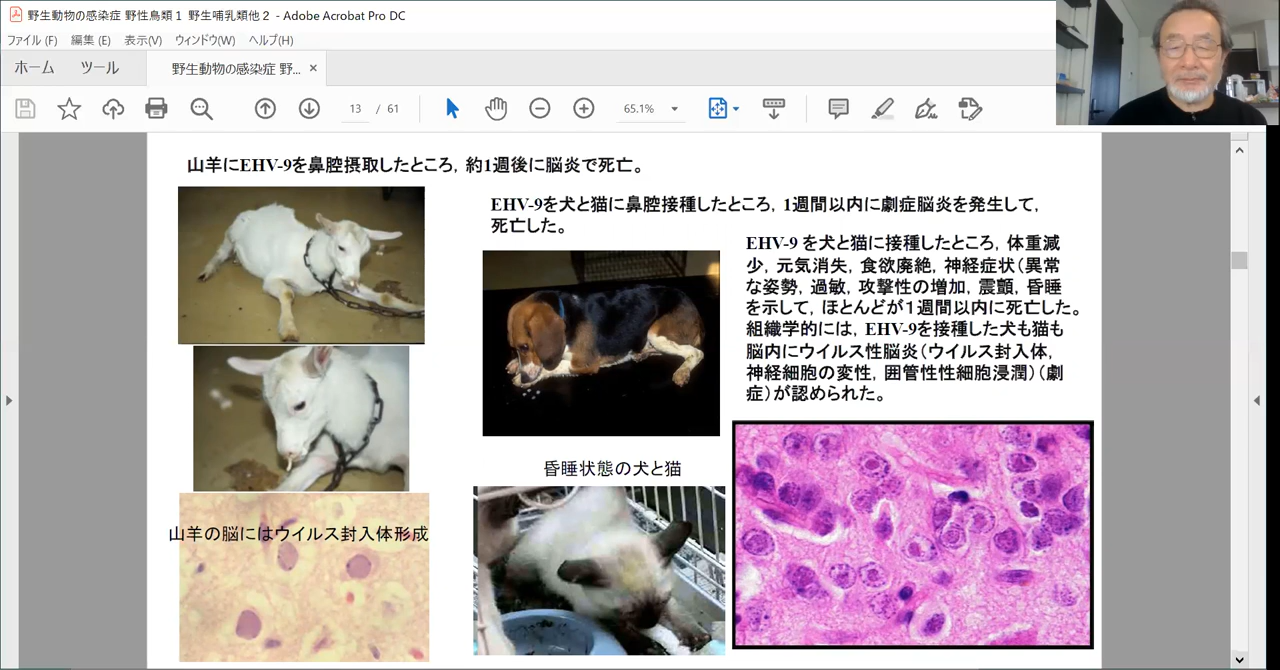 野生動物の感染症 野性鳥類１ 野生哺乳類他２ - Adobe Acrobat Pro DC
ファイル(F) 編集(E) 表示(V) ウィンドウ(W) ヘルプ(H)
ホーム ツール 野生動物の感染症 野... ×
13 / 61 65.1%
山羊にEHV-9を鼻腔摂取したところ，約1週後に脳炎で死亡。
EHV-9を犬と猫に鼻腔接種したところ，1週間以内に劇症脳炎を発生して，
死亡した。
EHV-9 を犬と猫に接種したところ，体重減
少，元気消失，食欲廃絶，神経症状（異常
な姿勢，過敏，攻撃性の増加，震顫，昏睡
を示して，ほとんどが１週間以内に死亡した。
組織学的には，EHV-9を接種した犬も猫も
脳内にウイルス性脳炎（ウイルス封入体，
神経細胞の変性，囲管性性細胞浸潤）（劇
症）が認められた。
昏睡状態の犬と猫
山羊の脳にはウイルス封入体形成